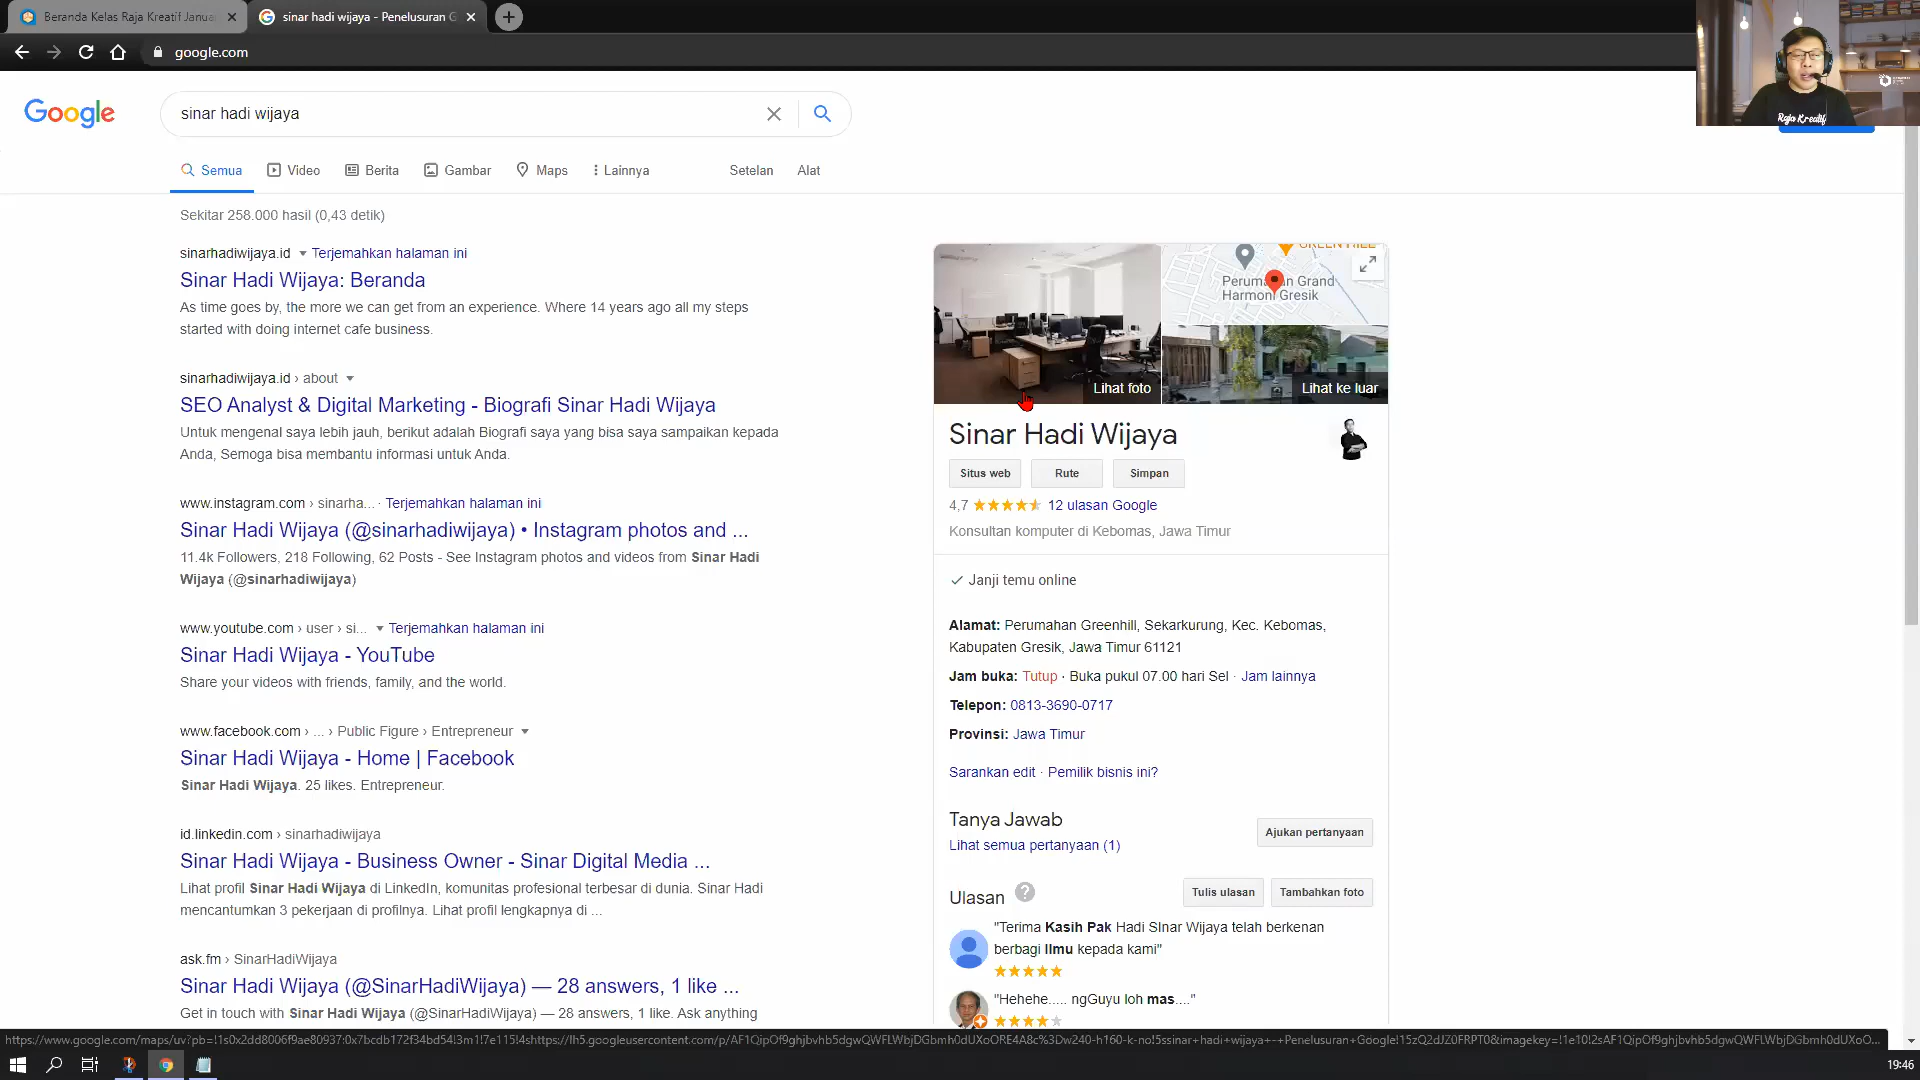 Beranda Kelas Raja Kreatif Janua
sinar hadi wijaya - Penelusuran G
google.com
Raja Kreatif
Google
sinar hadi wijaya
Semua
Video
Berita
Gambar
Maps
Lainnya
Setelan
Alat
Sekitar 258.000 hasil (0,43 detik)
sinarhadiwijaya.id Terjemahkan halaman ini
Sinar Hadi Wijaya: Beranda
As time goes by, the more we can get from an experience. Where 14 years ago all my steps
started with doing internet cafe business.
sinarhadiwijaya.id › about
SEO Analyst & Digital Marketing - Biografi Sinar Hadi Wijaya
Untuk mengenal saya lebih jauh, berikut adalah Biografi saya yang bisa saya sampaikan kepada
Anda, Semoga bisa membantu informasi untuk Anda.
www.instagram.com › sinarha... · Terjemahkan halaman ini
Sinar Hadi Wijaya (@sinarhadiwijaya) • Instagram photos and ...
11.4k Followers, 218 Following, 62 Posts - See Instagram photos and videos from Sinar Hadi
Wijaya (@sinarhadiwijaya)
www.youtube.com › user › si... Terjemahkan halaman ini
Sinar Hadi Wijaya - YouTube
Share your videos with friends, family, and the world.
www.facebook.com › ... › Public Figure › Entrepreneur
Sinar Hadi Wijaya - Home | Facebook
Sinar Hadi Wijaya. 25 likes. Entrepreneur.
id.linkedin.com › sinarhadiwijaya
Sinar Hadi Wijaya - Business Owner - Sinar Digital Media ...
Lihat profil Sinar Hadi Wijaya di LinkedIn, komunitas profesional terbesar di dunia. Sinar Hadi
mencantumkan 3 pekerjaan di profilnya. Lihat profil lengkapnya di ...
ask.fm › SinarHadiWijaya
Sinar Hadi Wijaya (@SinarHadiWijaya) — 28 answers, 1 like ...
Get in touch with Sinar Hadi Wijaya (@SinarHadiWijaya) — 28 answers, 1 like. Ask anything
GREEN HILL
Perumahan Grand
Harmoni Gresik
Lihat foto
Lihat ke luar
Sinar Hadi Wijaya
Situs web
Rute
Simpan
4,7 12 ulasan Google
Konsultan komputer di Kebomas, Jawa Timur
Janji temu online
Alamat: Perumahan Greenhill, Sekarkurung, Kec. Kebomas,
Kabupaten Gresik, Jawa Timur 61121
Jam buka: Tutup · Buka pukul 07.00 hari Sel · Jam lainnya
Telepon: 0813-3690-0717
Provinsi: Jawa Timur
Sarankan edit · Pemilik bisnis ini?
Tanya Jawab
Ajukan pertanyaan
Lihat semua pertanyaan (1)
Ulasan
Tulis ulasan
Tambahkan foto
"Terima Kasih Pak Hadi SInar Wijaya telah berkenan
berbagi Ilmu kepada kami"
"Hehehe..... ngGuyu loh mas...."
19:46